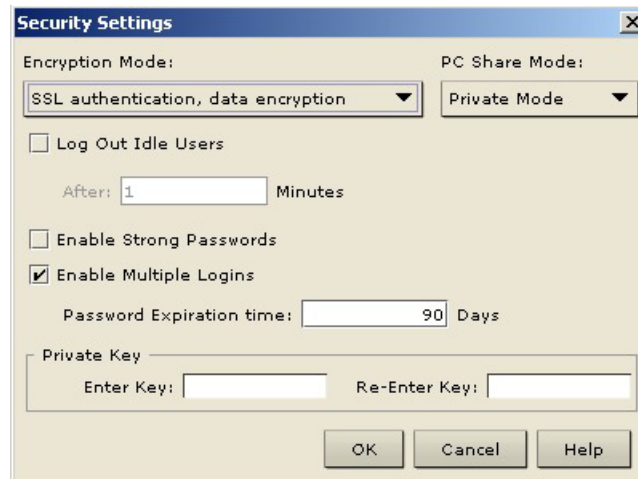 Security Settings
Encryption Mode: PC Share Mode:
SSL authentication, data encryption Private Mode
Log Out Idle Users
After: 1 Minutes
Enable Strong Passwords
Enable Multiple Logins
Password Expiration time: 90 Days
Private Key
Enter Key: Re-Enter Key:
OK Cancel Help